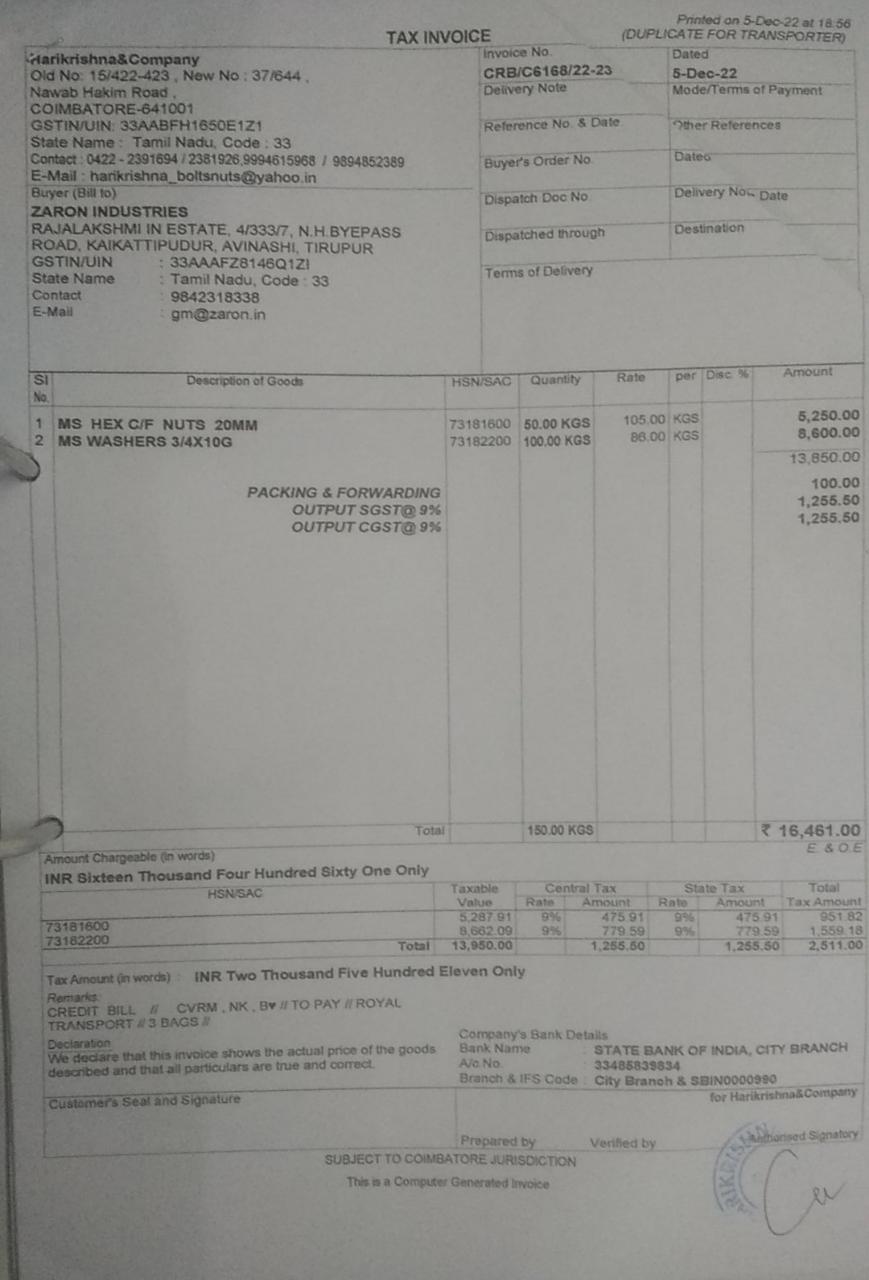 Printed on 5-Dec-22 at 18:56
TAX INVOICE
(DUPLICATE FOR TRANSPORTER)
Harikrishna&Company
Old No: 15/422-423 , New No : 37/644 ,
Nawab Hakim Road ,
COIMBATORE-641001
GSTIN/UIN: 33AABFH1650E1Z1
State Name : Tamil Nadu, Code : 33
Contact : 0422 - 2391694 / 2381926,9994615968 / 9894852389
E-Mail : harikrishna_boltsnuts@yahoo.in
Invoice No. Dated
CRB/C6168/22-23 5-Dec-22
Delivery Note Mode/Terms of Payment
Reference No. & Date. Other References
Buyer's Order No. Dated
Dispatch Doc No. Delivery Note Date
Dispatched through Destination
Terms of Delivery
Buyer (Bill to)
ZARON INDUSTRIES
RAJALAKSHMI IN ESTATE, 4/333/7, N.H.BYEPASS
ROAD, KAIKATTIPUDUR, AVINASHI, TIRUPUR
GSTIN/UIN : 33AAAFZ8146Q1ZI
State Name : Tamil Nadu, Code : 33
Contact : 9842318338
E-Mail : gm@zaron.in
Sl No. Description of Goods HSN/SAC Quantity Rate per Disc. % Amount
1 MS HEX C/F NUTS 20MM 73181600 50.00 KGS 105.00 KGS 5,250.00
2 MS WASHERS 3/4X10G 73182200 100.00 KGS 86.00 KGS 8,600.00
13,850.00
PACKING & FORWARDING 100.00
OUTPUT SGST@ 9% 1,255.50
OUTPUT CGST@ 9% 1,255.50
Total 150.00 KGS ₹ 16,461.00
Amount Chargeable (in words) E. & O.E
INR Sixteen Thousand Four Hundred Sixty One Only
HSN/SAC Taxable Value Central Tax State Tax Total Tax Amount
Rate Amount Rate Amount
73181600 5,287.91 9% 475.91 9% 475.91 951.82
73182200 8,662.09 9% 779.59 9% 779.59 1,559.18
Total 13,950.00 1,255.50 1,255.50 2,511.00
Tax Amount (in words) : INR Two Thousand Five Hundred Eleven Only
Remarks:
CREDIT BILL // CVRM , NK , B♥ // TO PAY // ROYAL
TRANSPORT // 3 BAGS //
Declaration
We declare that this invoice shows the actual price of the goods
described and that all particulars are true and correct.
Company's Bank Details
Bank Name : STATE BANK OF INDIA, CITY BRANCH
A/c No. : 33485839834
Branch & IFS Code : City Branch & SBIN0000990
Customer's Seal and Signature
for Harikrishna&Company
Prepared by Verified by Authorised Signatory
SUBJECT TO COIMBATORE JURISDICTION
This is a Computer Generated Invoice